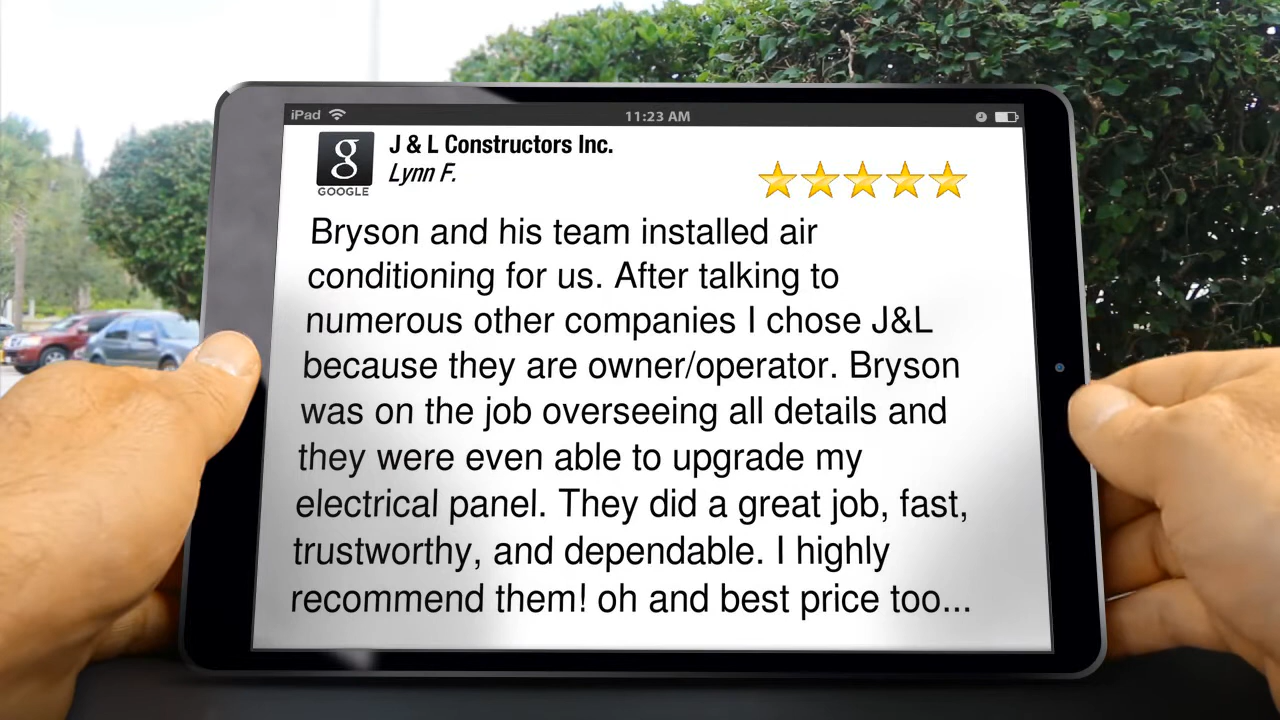 iPad
11:23 AM
g
GOOGLE
J & L Constructors Inc.
Lynn F.
Bryson and his team installed air
conditioning for us. After talking to
numerous other companies I chose J&L
because they are owner/operator. Bryson
was on the job overseeing all details and
they were even able to upgrade my
electrical panel. They did a great job, fast,
trustworthy, and dependable. I highly
recommend them! oh and best price too...